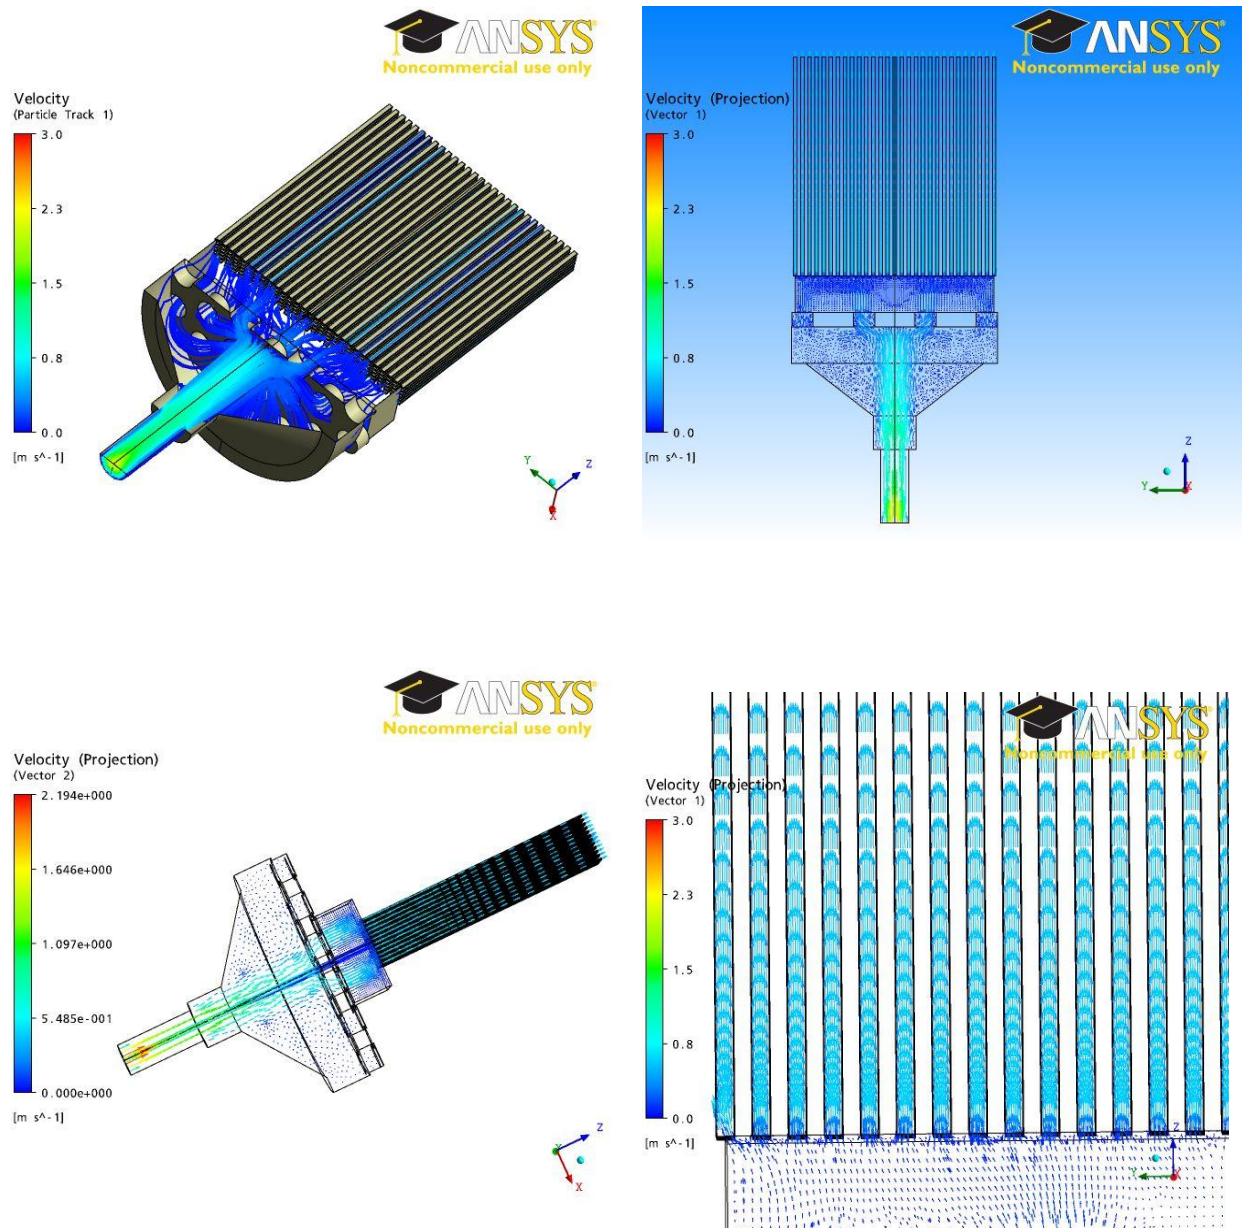 ANSYS®
Noncommercial use only
Velocity
(Particle Track 1)
3.0
2.3
1.5
0.8
0.0
[m s^-1]
Y
Z
X
ANSYS®
Noncommercial use only
Velocity (Projection)
(Vector 1)
3.0
2.3
1.5
0.8
0.0
[m s^-1]
Z
Y
X
ANSYS®
Noncommercial use only
Velocity (Projection)
(Vector 2)
2.194e+000
1.646e+000
1.097e+000
5.485e-001
0.000e+000
[m s^-1]
Z
Y
X
ANSYS®
Noncommercial use only
Velocity (Projection)
(Vector 1)
3.0
2.3
1.5
0.8
0.0
[m s^-1]
Z
Y
X